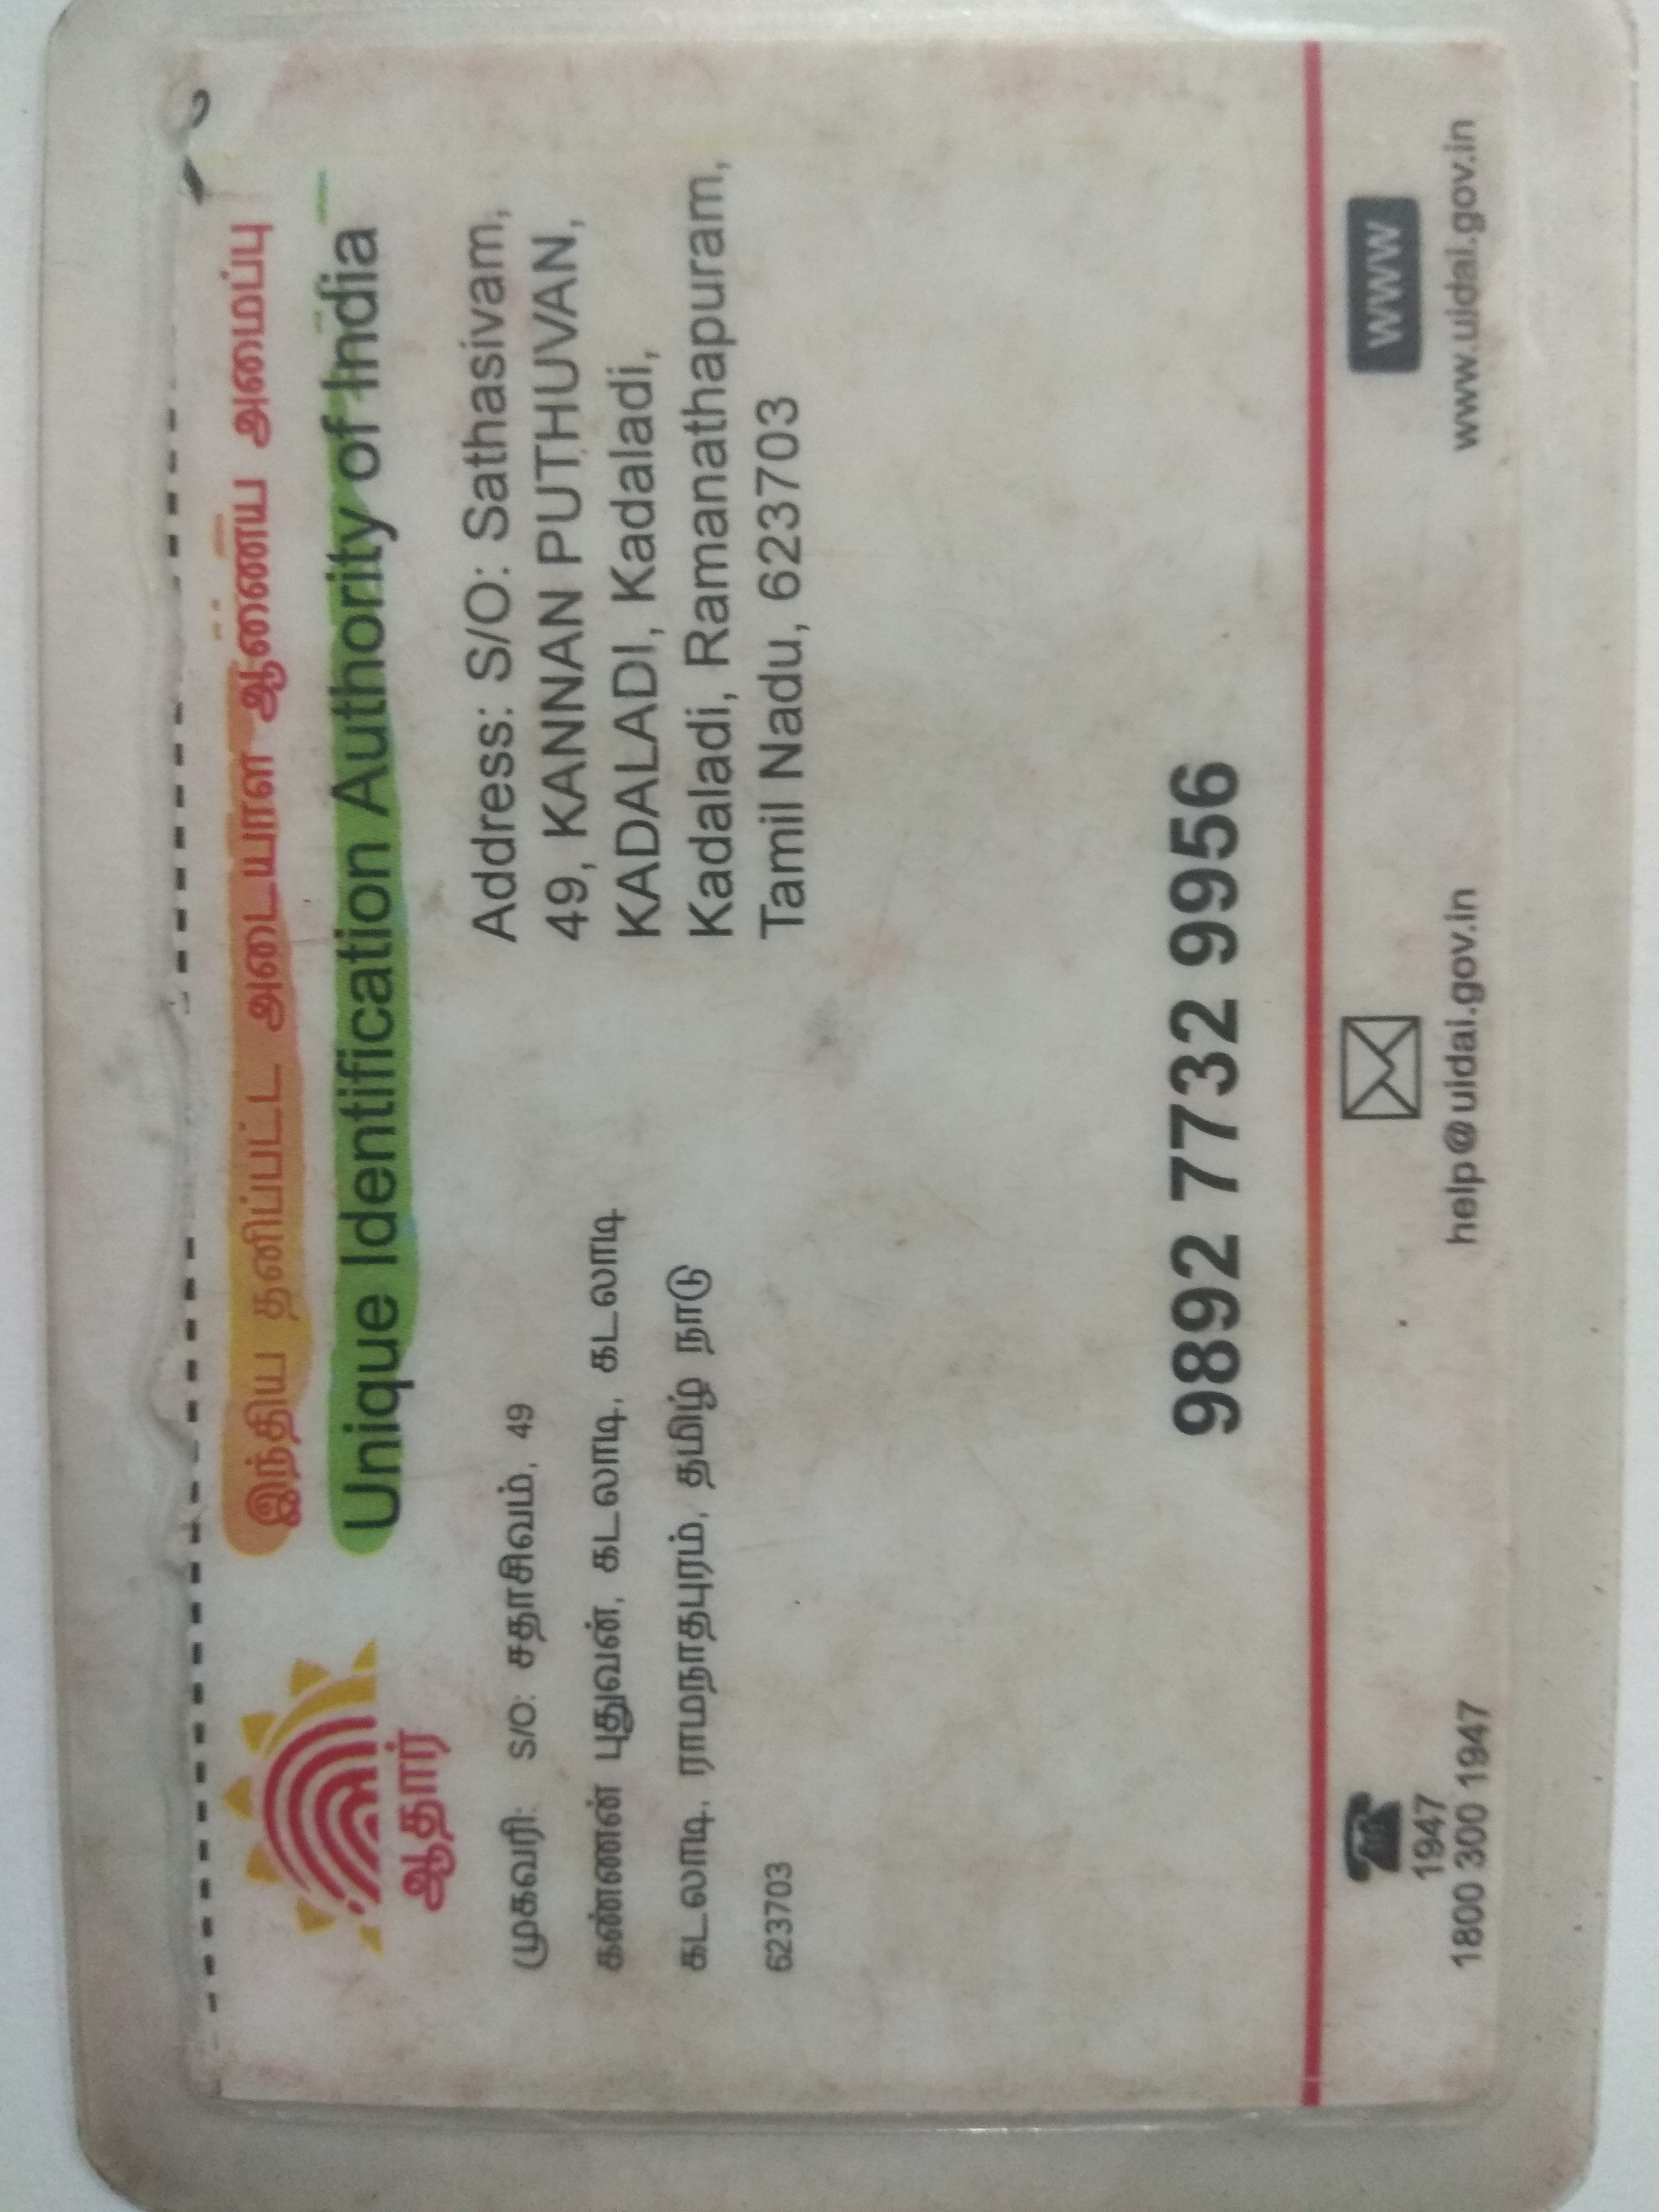 இந்திய தனிப்பட்ட அடையாள ஆணைய அமைப்பு
Unique Identification Authority of India
ஆதார்
முகவரி: S/O: சதாசிவம், 49
கண்ணன் புதுவன், கடலாடி, கடலாடி
கடலாடி, ராமநாதபுரம், தமிழ் நாடு
623703
Address: S/O: Sathasivam,
49, KANNAN PUTHUVAN,
KADALADI, Kadaladi,
Kadaladi, Ramanathapuram,
Tamil Nadu, 623703
9892 7732 9956
1947
1800 300 1947
help@uidai.gov.in
WWW
www.uidai.gov.in